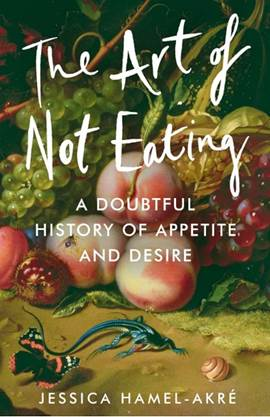 The Art of
Not Eating
A DOUBTFUL
HISTORY OF APPETITE
AND DESIRE
JESSICA HAMEL-AKRÉ